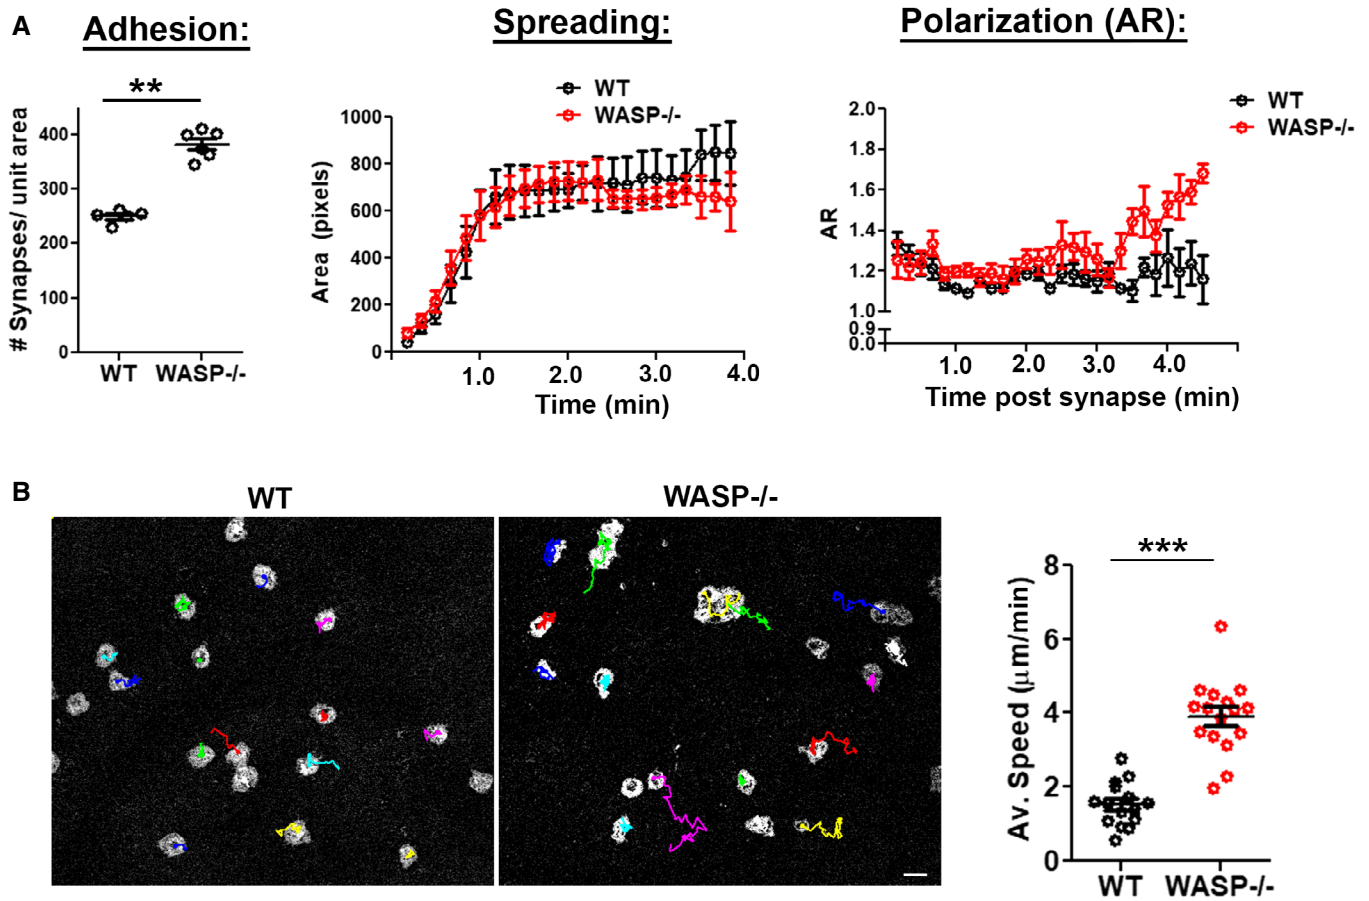 A
Adhesion:
**
# Synapses/ unit area
400
300
200
100
0
WT
WASP-/-
Spreading:
WT
WASP-/-
Area (pixels)
1000
800
600
400
200
0
1.0
2.0
3.0
4.0
Time (min)
Polarization (AR):
WT
WASP-/-
AR
2.0
1.8
1.6
1.4
1.2
1.0
0.9
0.0
1.0
2.0
3.0
4.0
Time post synapse (min)
B
WT
WASP-/-
***
Av. Speed (μm/min)
8
6
4
2
0
WT
WASP-/-